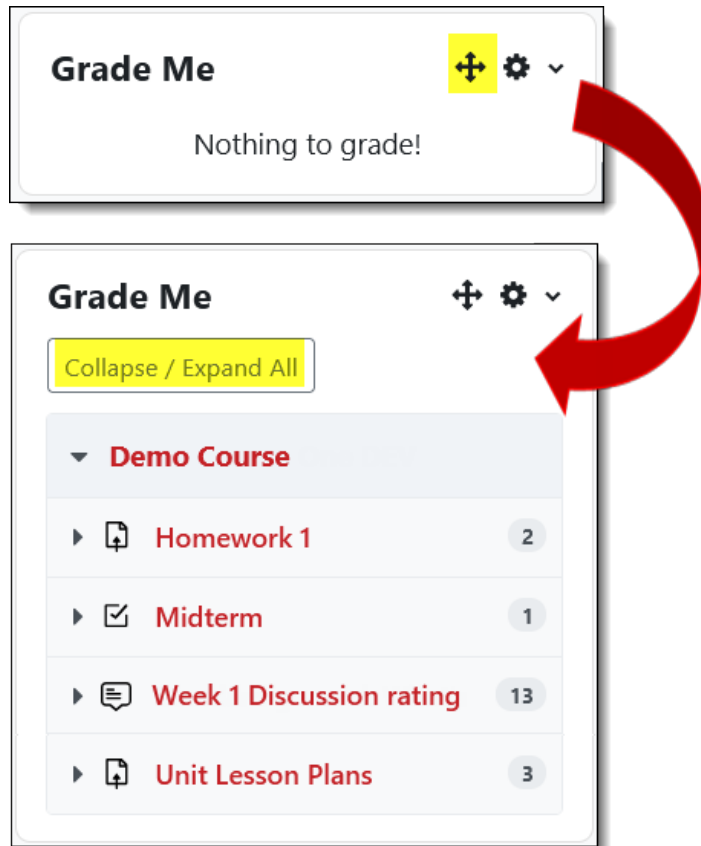 Grade Me
Nothing to grade!
Grade Me
Collapse / Expand All
Demo Course
Homework 1 2
Midterm 1
Week 1 Discussion rating 13
Unit Lesson Plans 3